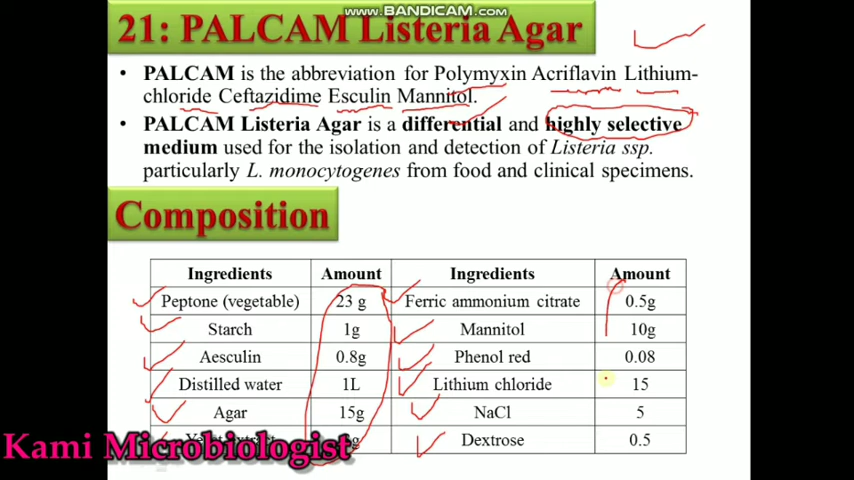 WWW.BANDICAM.COM
21: PALCAM Listeria Agar
• PALCAM is the abbreviation for Polymyxin Acriflavin Lithium-
chloride Ceftazidime Esculin Mannitol.
• PALCAM Listeria Agar is a differential and highly selective
medium used for the isolation and detection of Listeria ssp.
particularly L. monocytogenes from food and clinical specimens.
Composition
Ingredients Amount Ingredients Amount
Peptone (vegetable) 23 g Ferric ammonium citrate 0.5g
Starch 1g Mannitol 10g
Aesculin 0.8g Phenol red 0.08
Distilled water 1L Lithium chloride 15
Agar 15g NaCl 5
Dextrose 0.5
Kami Microbiologist